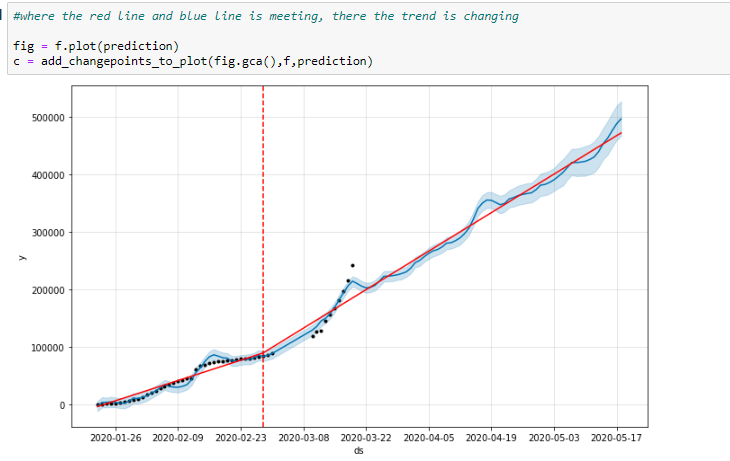 #where the red line and blue line is meeting, there the trend is changing
fig = f.plot(prediction)
c = add_changepoints_to_plot(fig.gca(),f,prediction)
500000
400000
300000
200000
100000
0
y
2020-01-26 2020-02-09 2020-02-23 2020-03-08 2020-03-22 2020-04-05 2020-04-19 2020-05-03 2020-05-17
ds